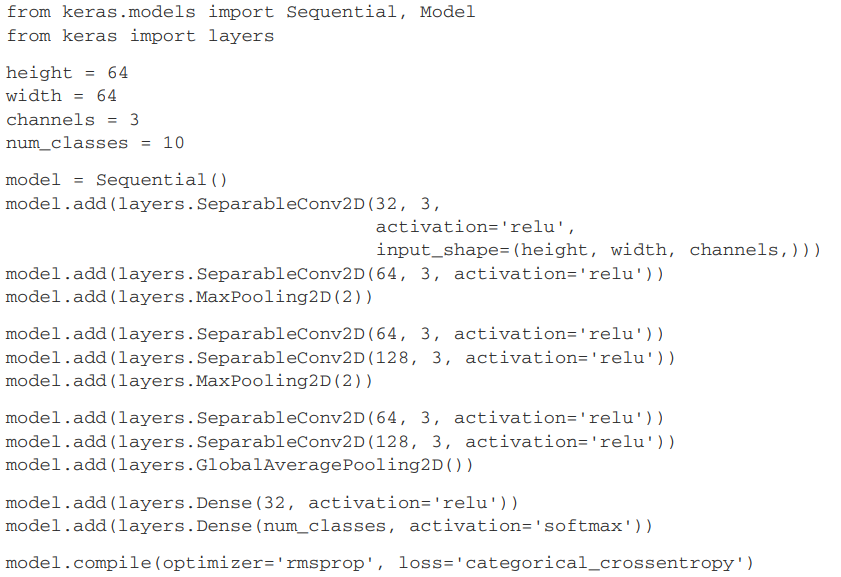 from keras.models import Sequential, Model
from keras import layers
height = 64
width = 64
channels = 3
num_classes = 10
model = Sequential()
model.add(layers.SeparableConv2D(32, 3,
activation='relu',
input_shape=(height, width, channels,)))
model.add(layers.SeparableConv2D(64, 3, activation='relu'))
model.add(layers.MaxPooling2D(2))
model.add(layers.SeparableConv2D(64, 3, activation='relu'))
model.add(layers.SeparableConv2D(128, 3, activation='relu'))
model.add(layers.MaxPooling2D(2))
model.add(layers.SeparableConv2D(64, 3, activation='relu'))
model.add(layers.SeparableConv2D(128, 3, activation='relu'))
model.add(layers.GlobalAveragePooling2D())
model.add(layers.Dense(32, activation='relu'))
model.add(layers.Dense(num_classes, activation='softmax'))
model.compile(optimizer='rmsprop', loss='categorical_crossentropy')